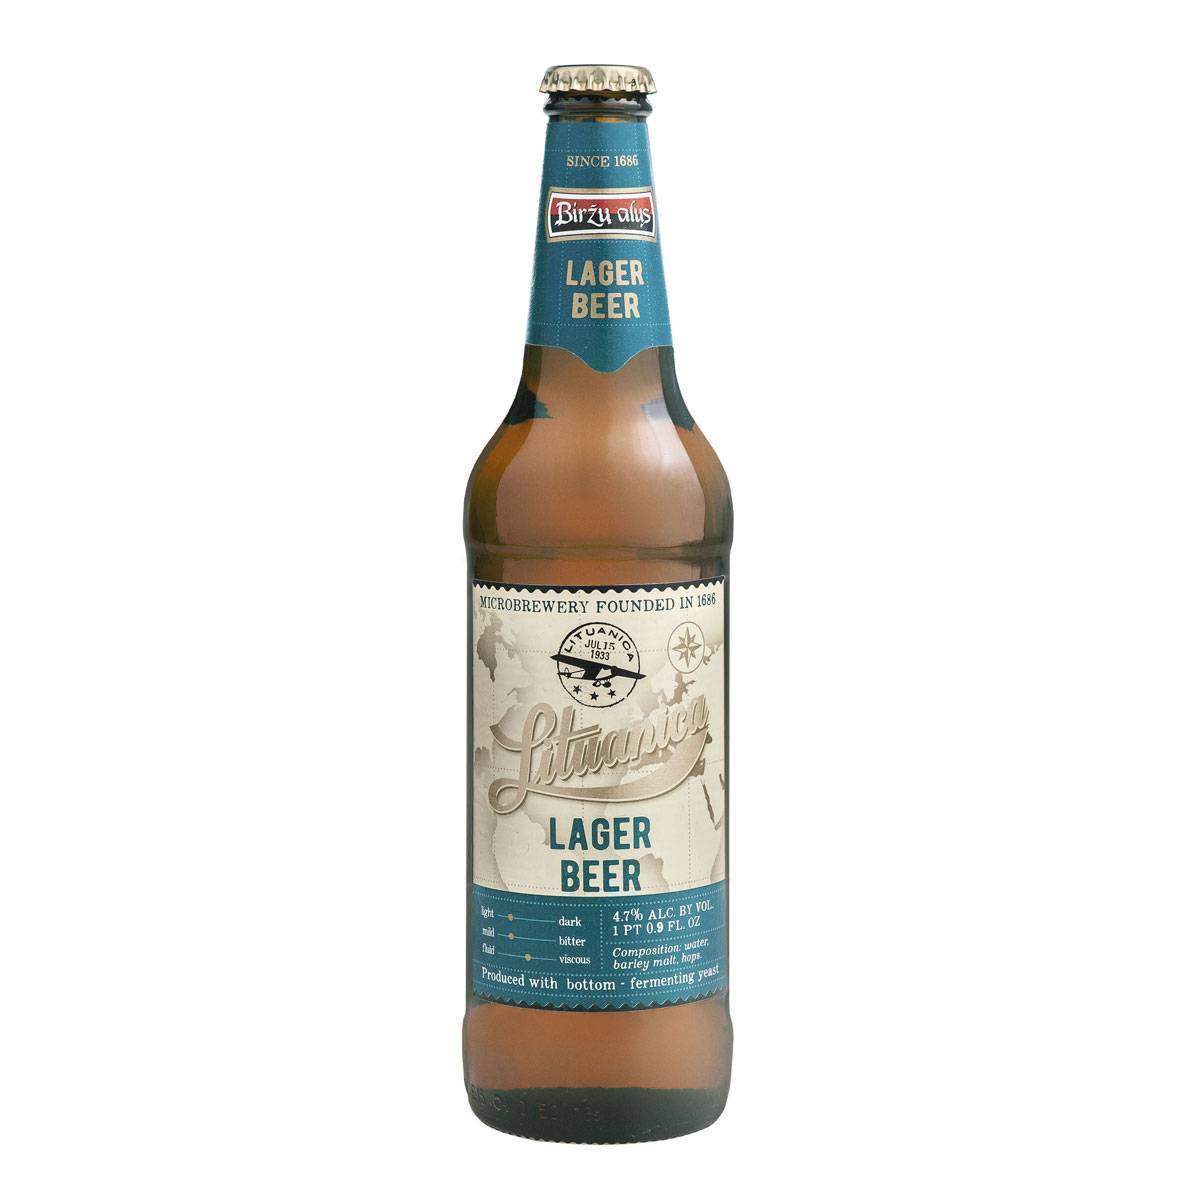 SINCE 1686
Biržų alus
LAGER
BEER
MICROBREWERY FOUNDED IN 1686
LITUANICA
JUL 15
1933
Lituanica
LAGER
BEER
light dark
mild bitter
fluid viscous
4.7% ALC. BY VOL.
1 PT 0.9 FL. OZ
Composition: water,
barley malt, hops.
Produced with bottom - fermenting yeast